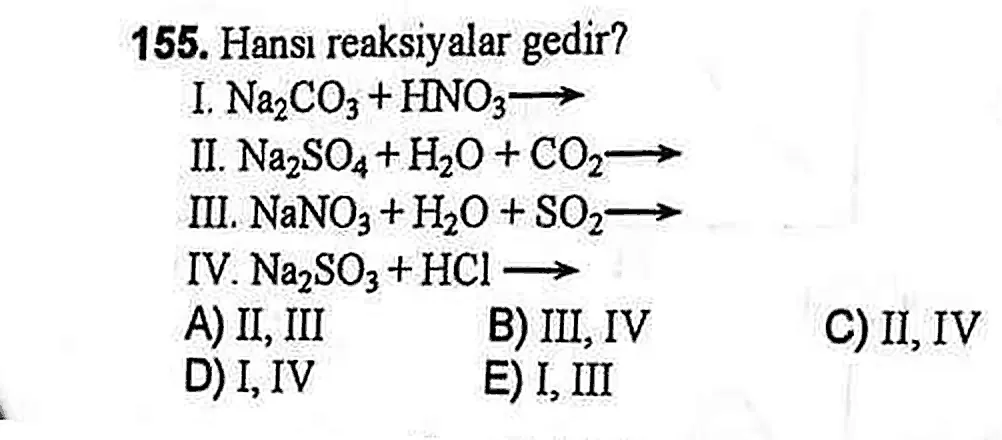 155. Hansı reaksiyalar gedir?
I. Na₂CO₃ + HNO₃ ⟶
II. Na₂SO₄ + H₂O + CO₂ ⟶
III. NaNO₃ + H₂O + SO₂ ⟶
IV. Na₂SO₃ + HCl ⟶
A) II, III B) III, IV C) II, IV
D) I, IV E) I, III